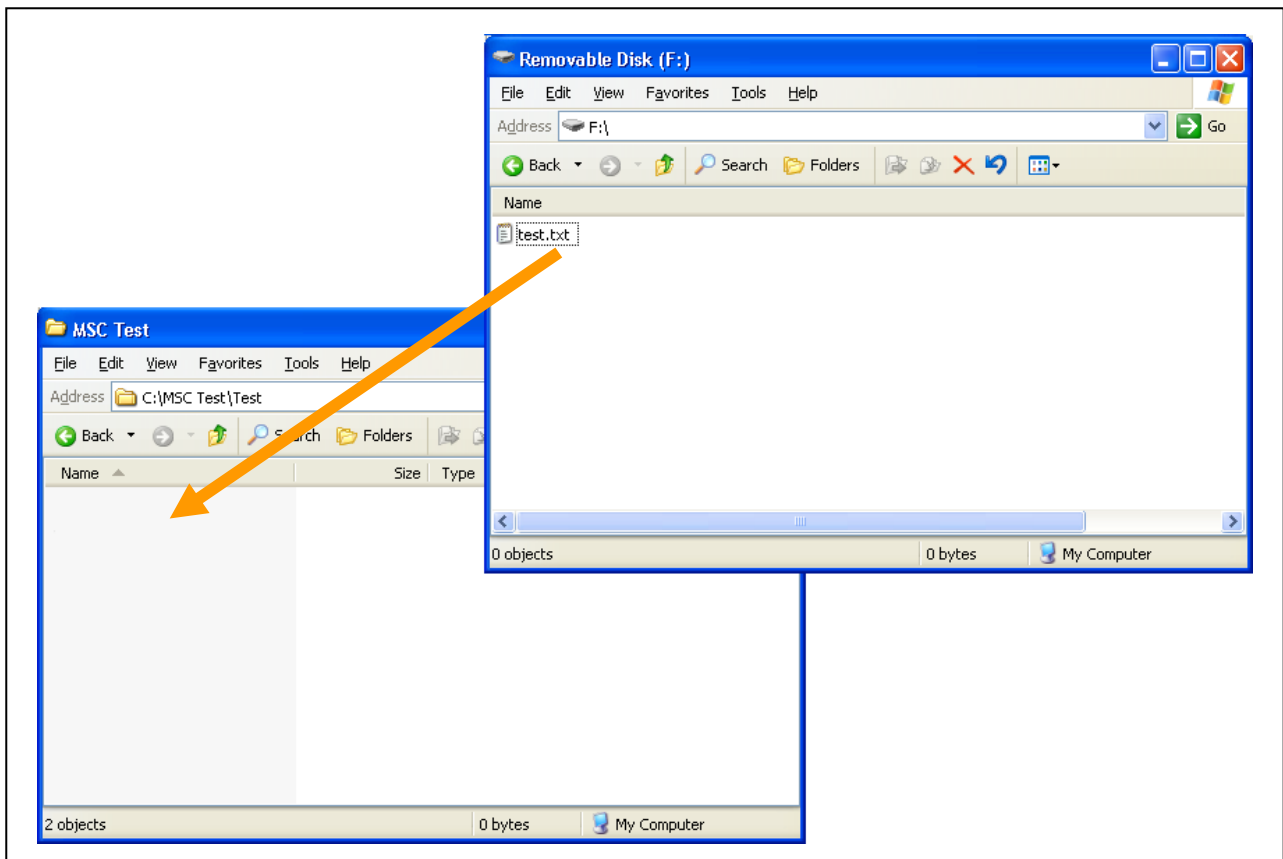 Removable Disk (F:)
File Edit View Favorites Tools Help
Address F:\ Go
Back Search Folders
Name
test.txt
0 objects 0 bytes My Computer
MSC Test
File Edit View Favorites Tools Help
Address C:\MSC Test\Test
Back Search Folders
Name Size Type
2 objects 0 bytes My Computer